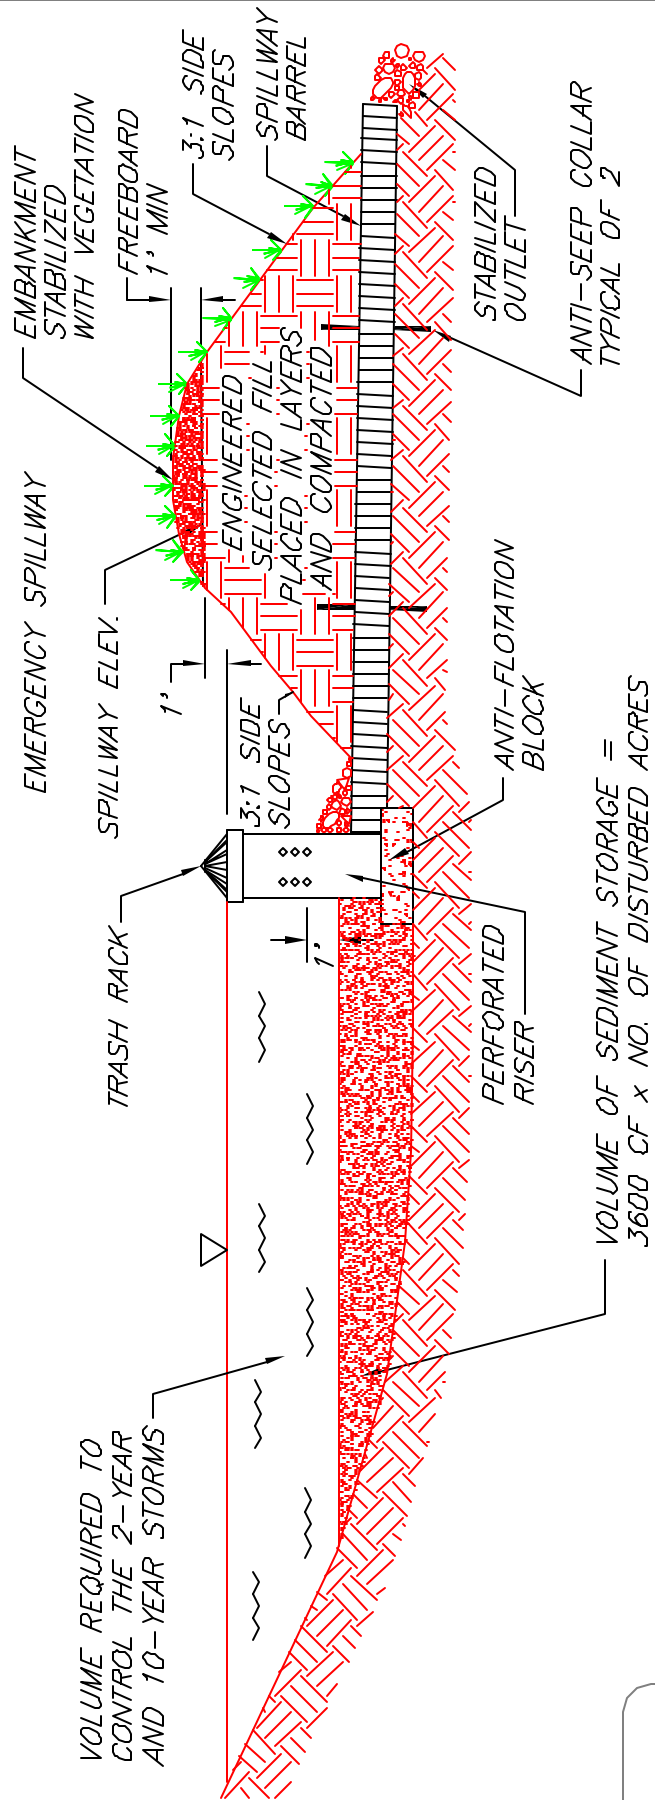 VOLUME REQUIRED TO
CONTROL THE 2-YEAR
AND 10-YEAR STORMS
TRASH RACK
EMERGENCY SPILLWAY
SPILLWAY ELEV.
1'
3:1 SIDE
SLOPES
EMBANKMENT
STABILIZED
WITH VEGETATION
FREEBOARD
1' MIN
3:1 SIDE
SLOPES
SPILLWAY
BARREL
ENGINEERED
SELECTED FILL
PLACED IN LAYERS
AND COMPACTED
1'
PERFORATED
RISER
ANTI-FLOTATION
BLOCK
STABILIZED
OUTLET
ANTI-SEEP COLLAR
TYPICAL OF 2
VOLUME OF SEDIMENT STORAGE =
3600 CF x NO. OF DISTURBED ACRES